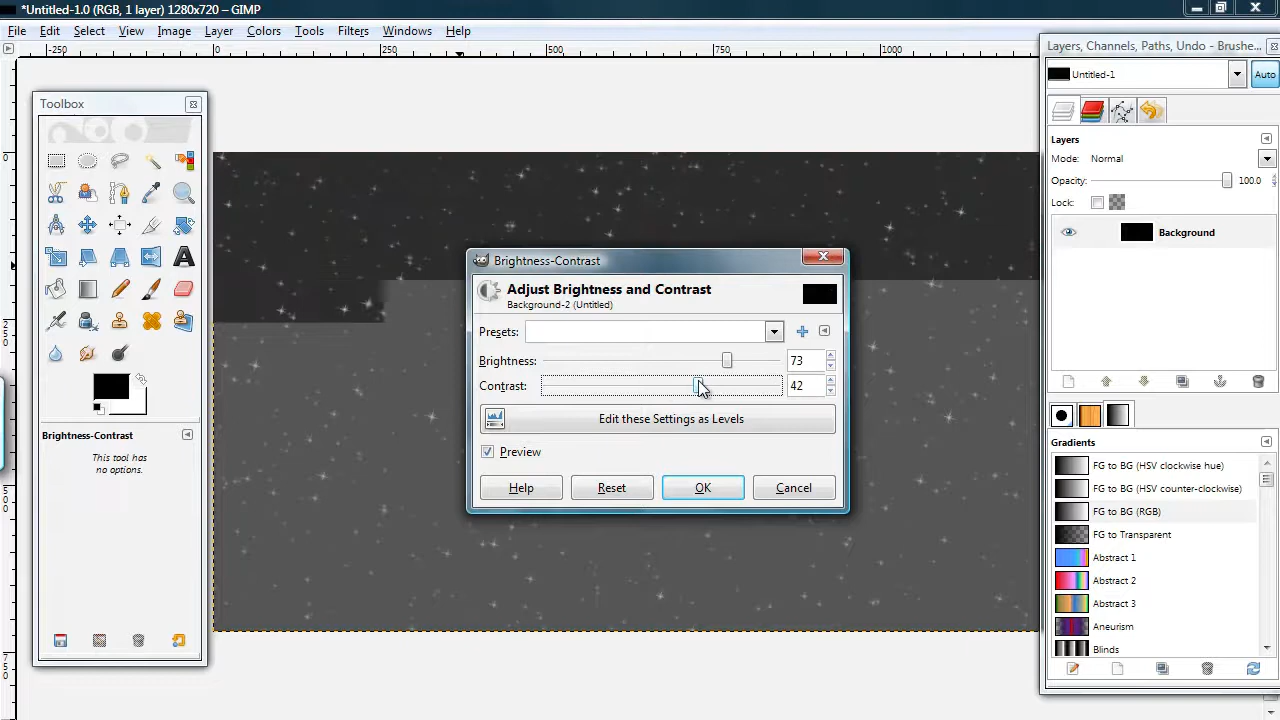 *Untitled-1.0 (RGB, 1 layer) 1280x720 – GIMP
File Edit Select View Image Layer Colors Tools Filters Windows Help
-250 0 250 500 750 1000
Layers, Channels, Paths, Undo - Brushe...
Untitled-1
Auto
Toolbox
Layers
Mode: Normal
Opacity: 100.0
Lock:
Background
Brightness-Contrast
Adjust Brightness and Contrast
Background-2 (Untitled)
Presets:
Brightness: 73
Contrast: 42
Edit these Settings as Levels
Preview
Help Reset OK Cancel
Brightness-Contrast
This tool has
no options.
Gradients
FG to BG (HSV clockwise hue)
FG to BG (HSV counter-clockwise)
FG to BG (RGB)
FG to Transparent
Abstract 1
Abstract 2
Abstract 3
Aneurism
Blinds
0
250
500
750